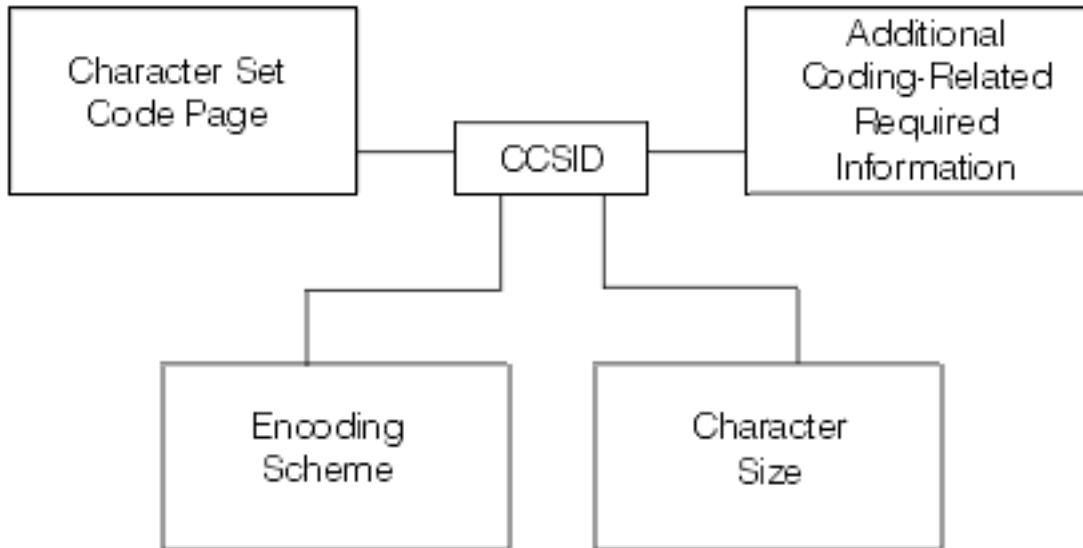 Character Set
Code Page
CCSID
Additional
Coding-Related
Required
Information
Encoding
Scheme
Character
Size